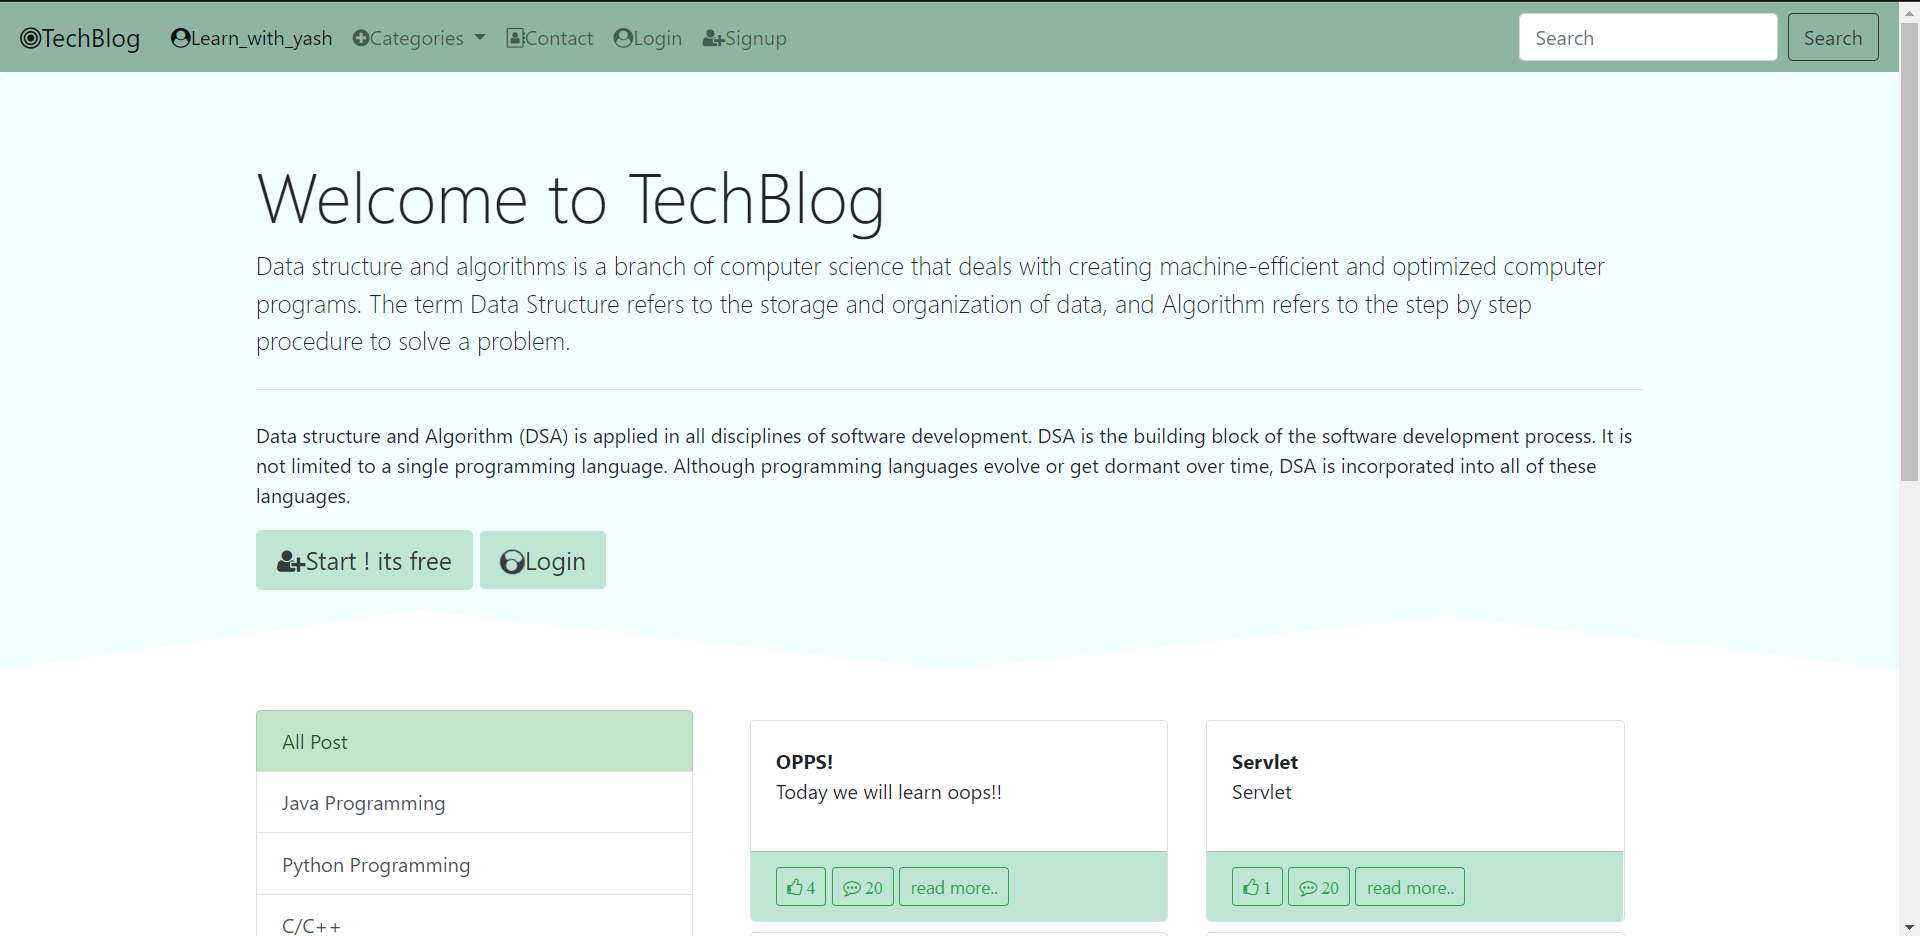 TechBlog Learn_with_yash Categories Contact Login Signup Search Search
Welcome to TechBlog
Data structure and algorithms is a branch of computer science that deals with creating machine-efficient and optimized computer
programs. The term Data Structure refers to the storage and organization of data, and Algorithm refers to the step by step
procedure to solve a problem.
Data structure and Algorithm (DSA) is applied in all disciplines of software development. DSA is the building block of the software development process. It is
not limited to a single programming language. Although programming languages evolve or get dormant over time, DSA is incorporated into all of these
languages.
Start ! its free Login
All Post
Java Programming
Python Programming
C/C++
OPPS!
Today we will learn oops!!
4 20 read more..
Servlet
Servlet
1 20 read more..